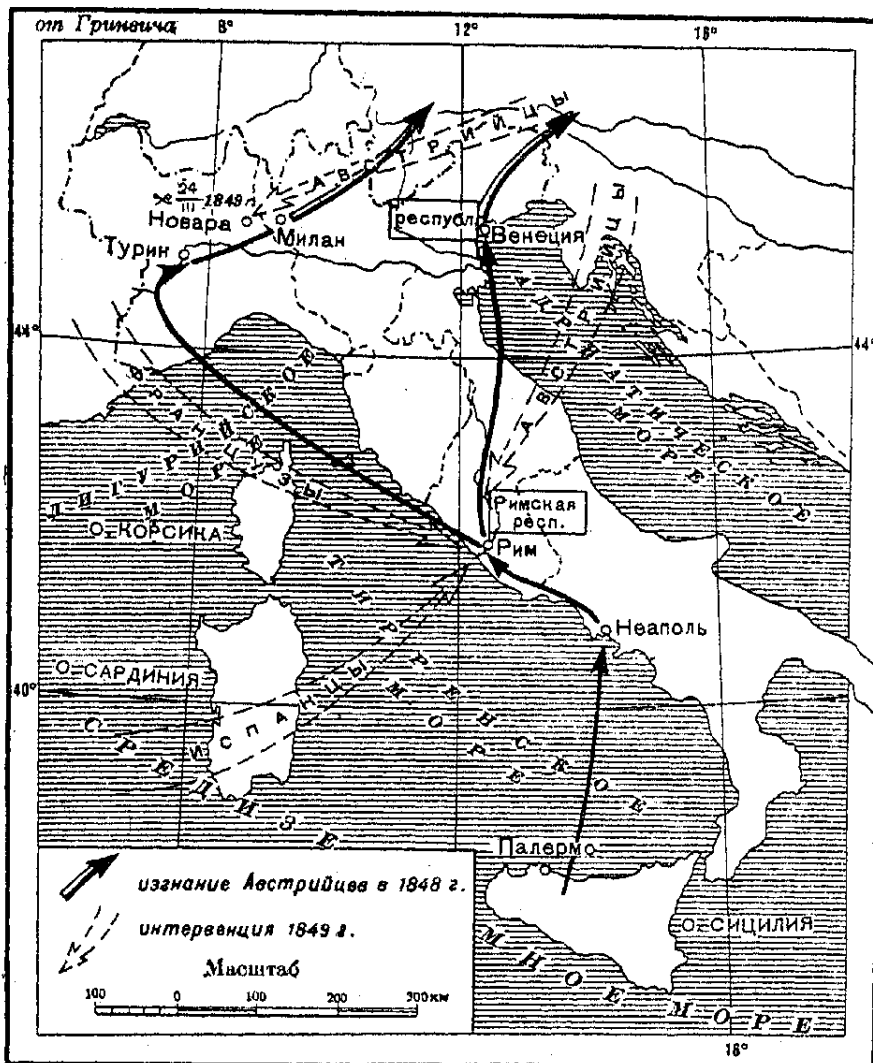 от Гринвича 8° 12° 16°
АВСТРИЙЦЫ
24
III 1849 г.
Новара
Милан
Турин
республ.
Венеция
АВСТРИЙЦЫ
АДРИАТИЧЕСКОЕ
МОРЕ
44°
44°
ФРАНЦУЗЫ
ЛИГУРИЙСКОЕ
МОРЕ
О-КОРСИКА
Римская
респ.
Рим
Неаполь
ТИРРЕНСКОЕ
МОРЕ
О-САРДИНИЯ
40°
ИСПАНЦЫ
СРЕДИЗЕМНОЕ МОРЕ
Палермо
О-СИЦИЛИЯ
изгнание Австрийцев в 1848 г.
интервенция 1849 г.
Масштаб
100 0 100 200 300 км
16°